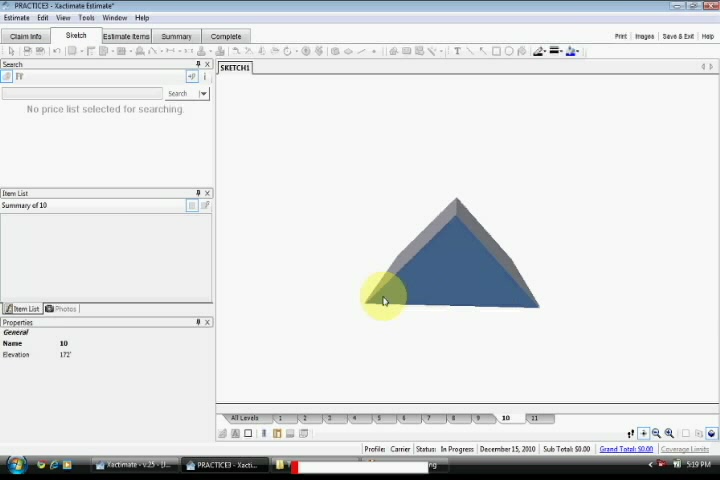 PRACTICE3 - Xactimate Estimate*
Estimate Edit View Tools Window Help
Claim Info Sketch Estimate Items Summary Complete
Print Images Save & Exit Help
Search
SKETCH1
Search
No price list selected for searching.
Item List
Summary of 10
Item List Photos
Properties
General
Name 10
Elevation 172'
All Levels 1 2 3 4 5 6 7 8 9 10 11
Profile: Carrier Status: In Progress December 15, 2010 Sub Total: $0.00 Grand Total: $0.00 Coverage Limits
Xactimate - v.25 - [J... PRACTICE3 - Xacti... 5:19 PM